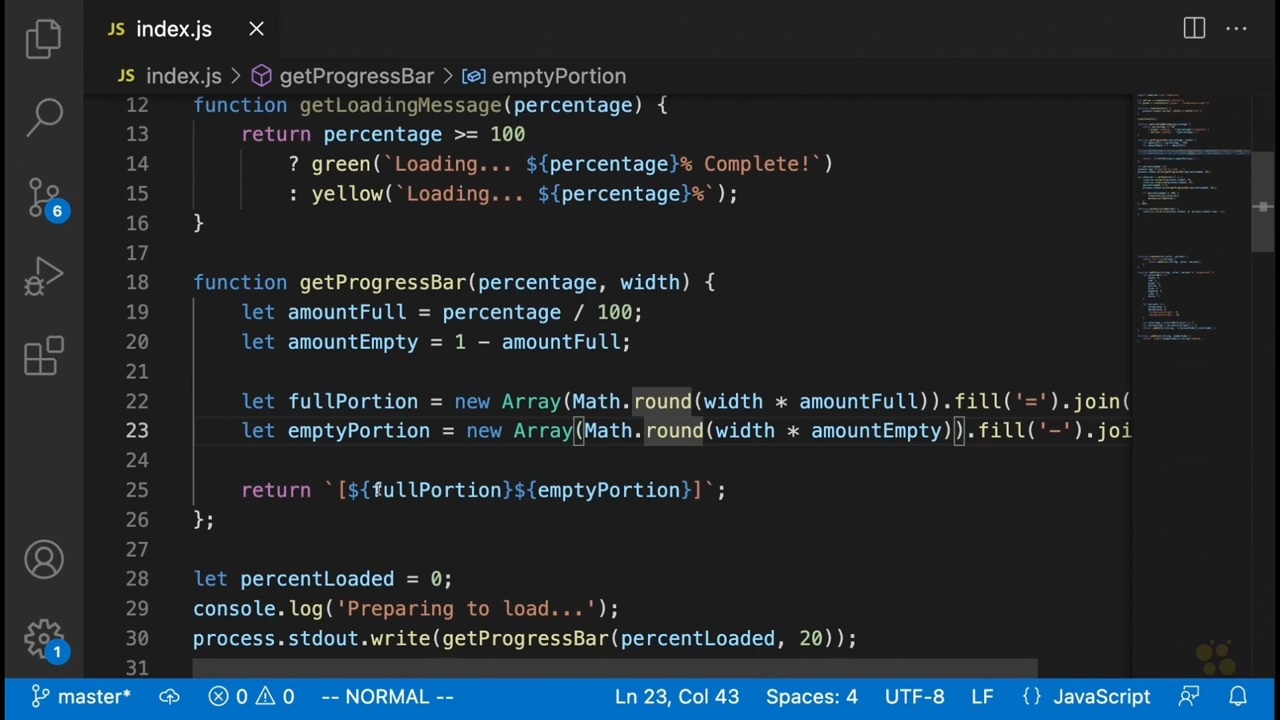 JS index.js
JS index.js > getProgressBar > emptyPortion
12 function getLoadingMessage(percentage) {
13 return percentage >= 100
14 ? green(`Loading... ${percentage}% Complete!`)
15 : yellow(`Loading... ${percentage}%`);
16 }
17
18 function getProgressBar(percentage, width) {
19 let amountFull = percentage / 100;
20 let amountEmpty = 1 - amountFull;
21
22 let fullPortion = new Array(Math.round(width * amountFull)).fill('=').join(
23 let emptyPortion = new Array(Math.round(width * amountEmpty)).fill('-').joi
24
25 return `[${fullPortion}${emptyPortion}]`;
26 };
27
28 let percentLoaded = 0;
29 console.log('Preparing to load...');
30 process.stdout.write(getProgressBar(percentLoaded, 20));
31
6
1
master* 0 0 -- NORMAL -- Ln 23, Col 43 Spaces: 4 UTF-8 LF {} JavaScript